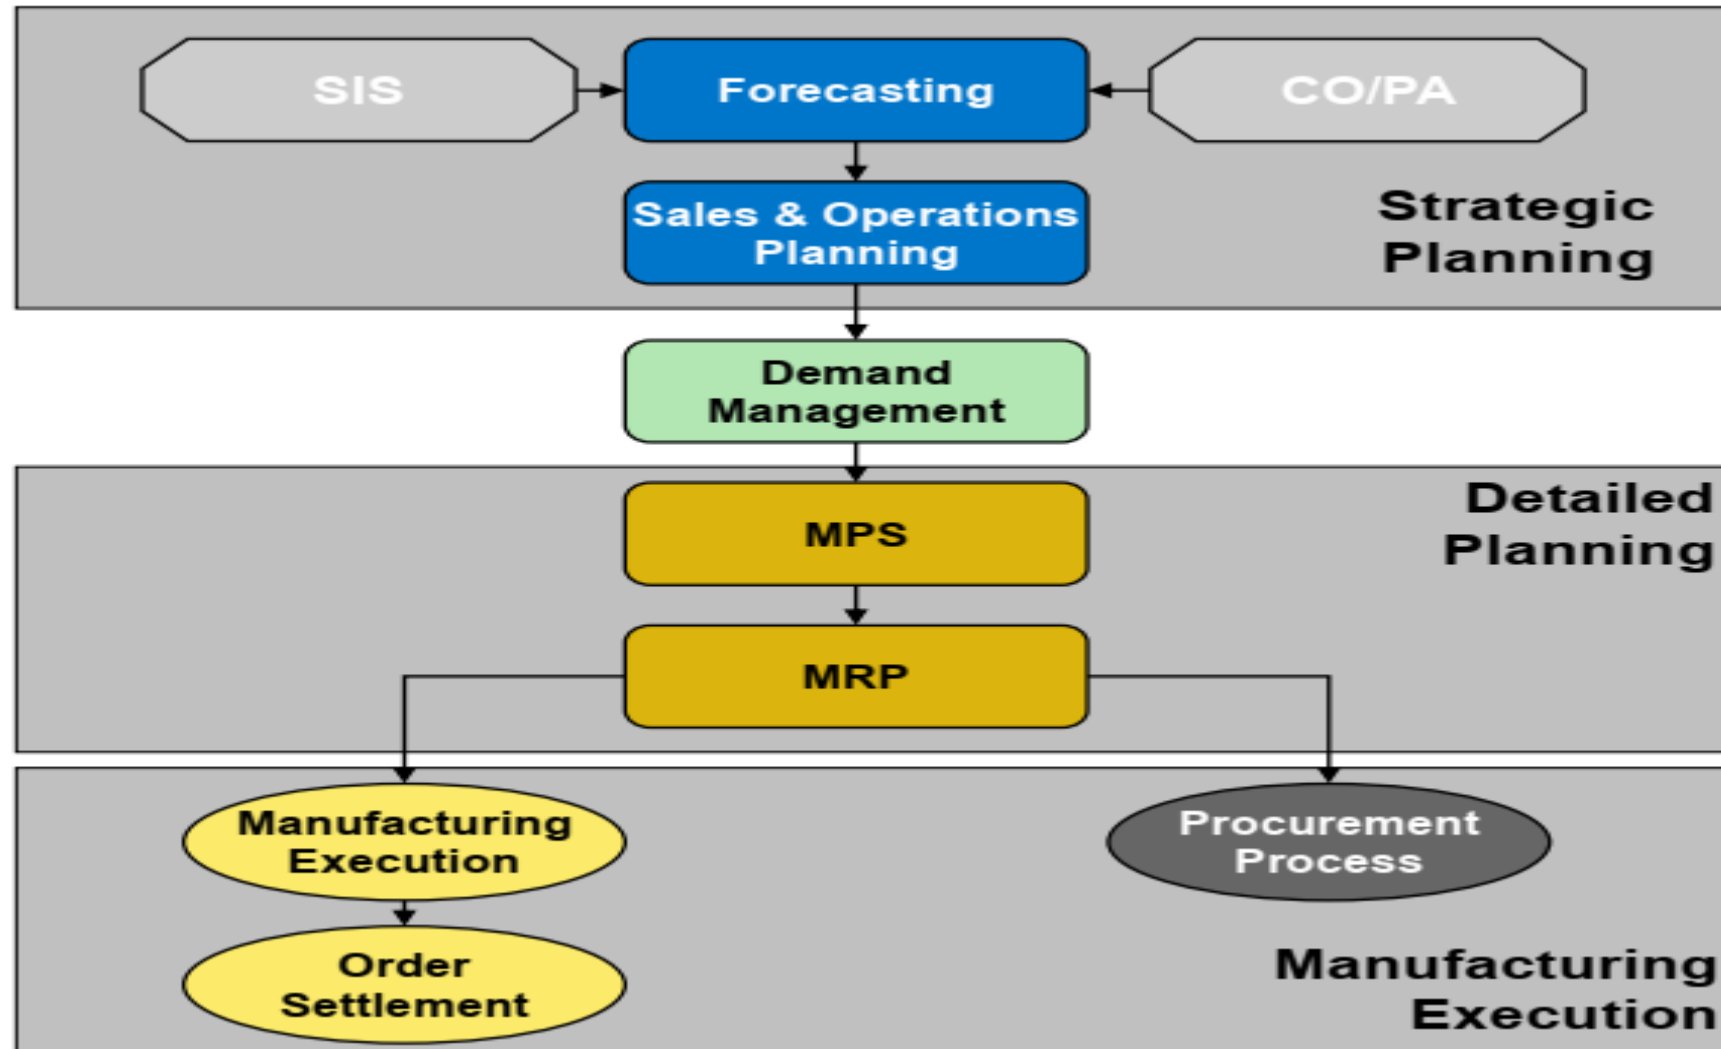 SIS
Forecasting
CO/PA
Sales & Operations
Planning
Strategic
Planning
Demand
Management
Detailed
Planning
MPS
MRP
Manufacturing
Execution
Procurement
Process
Order
Settlement
Manufacturing
Execution